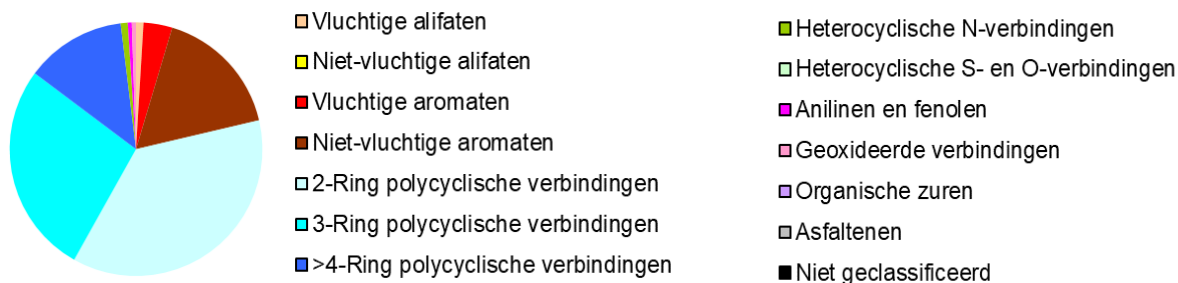 Vluchtige alifaten
Niet-vluchtige alifaten
Vluchtige aromaten
Niet-vluchtige aromaten
2-Ring polycyclische verbindingen
3-Ring polycyclische verbindingen
>4-Ring polycyclische verbindingen
Heterocyclische N-verbindingen
Heterocyclische S- en O-verbindingen
Anilinen en fenolen
Geoxideerde verbindingen
Organische zuren
Asfaltenen
Niet geclassificeerd